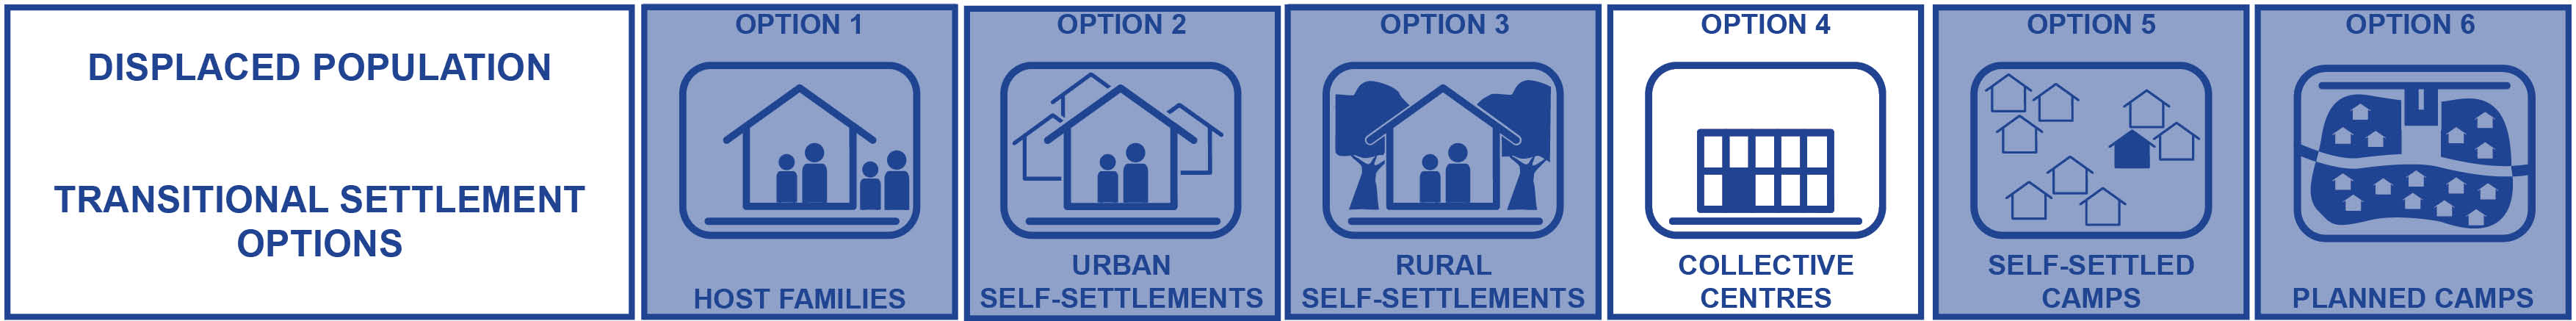 DISPLACED POPULATION
TRANSITIONAL SETTLEMENT
OPTIONS
OPTION 1
HOST FAMILIES
OPTION 2
URBAN
SELF-SETTLEMENTS
OPTION 3
RURAL
SELF-SETTLEMENTS
OPTION 4
COLLECTIVE
CENTRES
OPTION 5
SELF-SETTLED
CAMPS
OPTION 6
PLANNED CAMPS